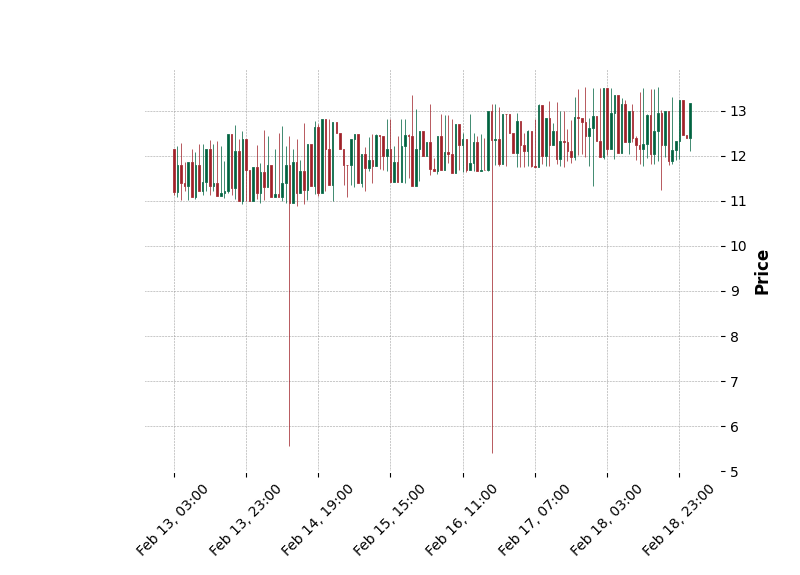 13
12
11
10
9
8
7
6
5
Price
Feb 13, 03:00
Feb 13, 23:00
Feb 14, 19:00
Feb 15, 15:00
Feb 16, 11:00
Feb 17, 07:00
Feb 18, 03:00
Feb 18, 23:00